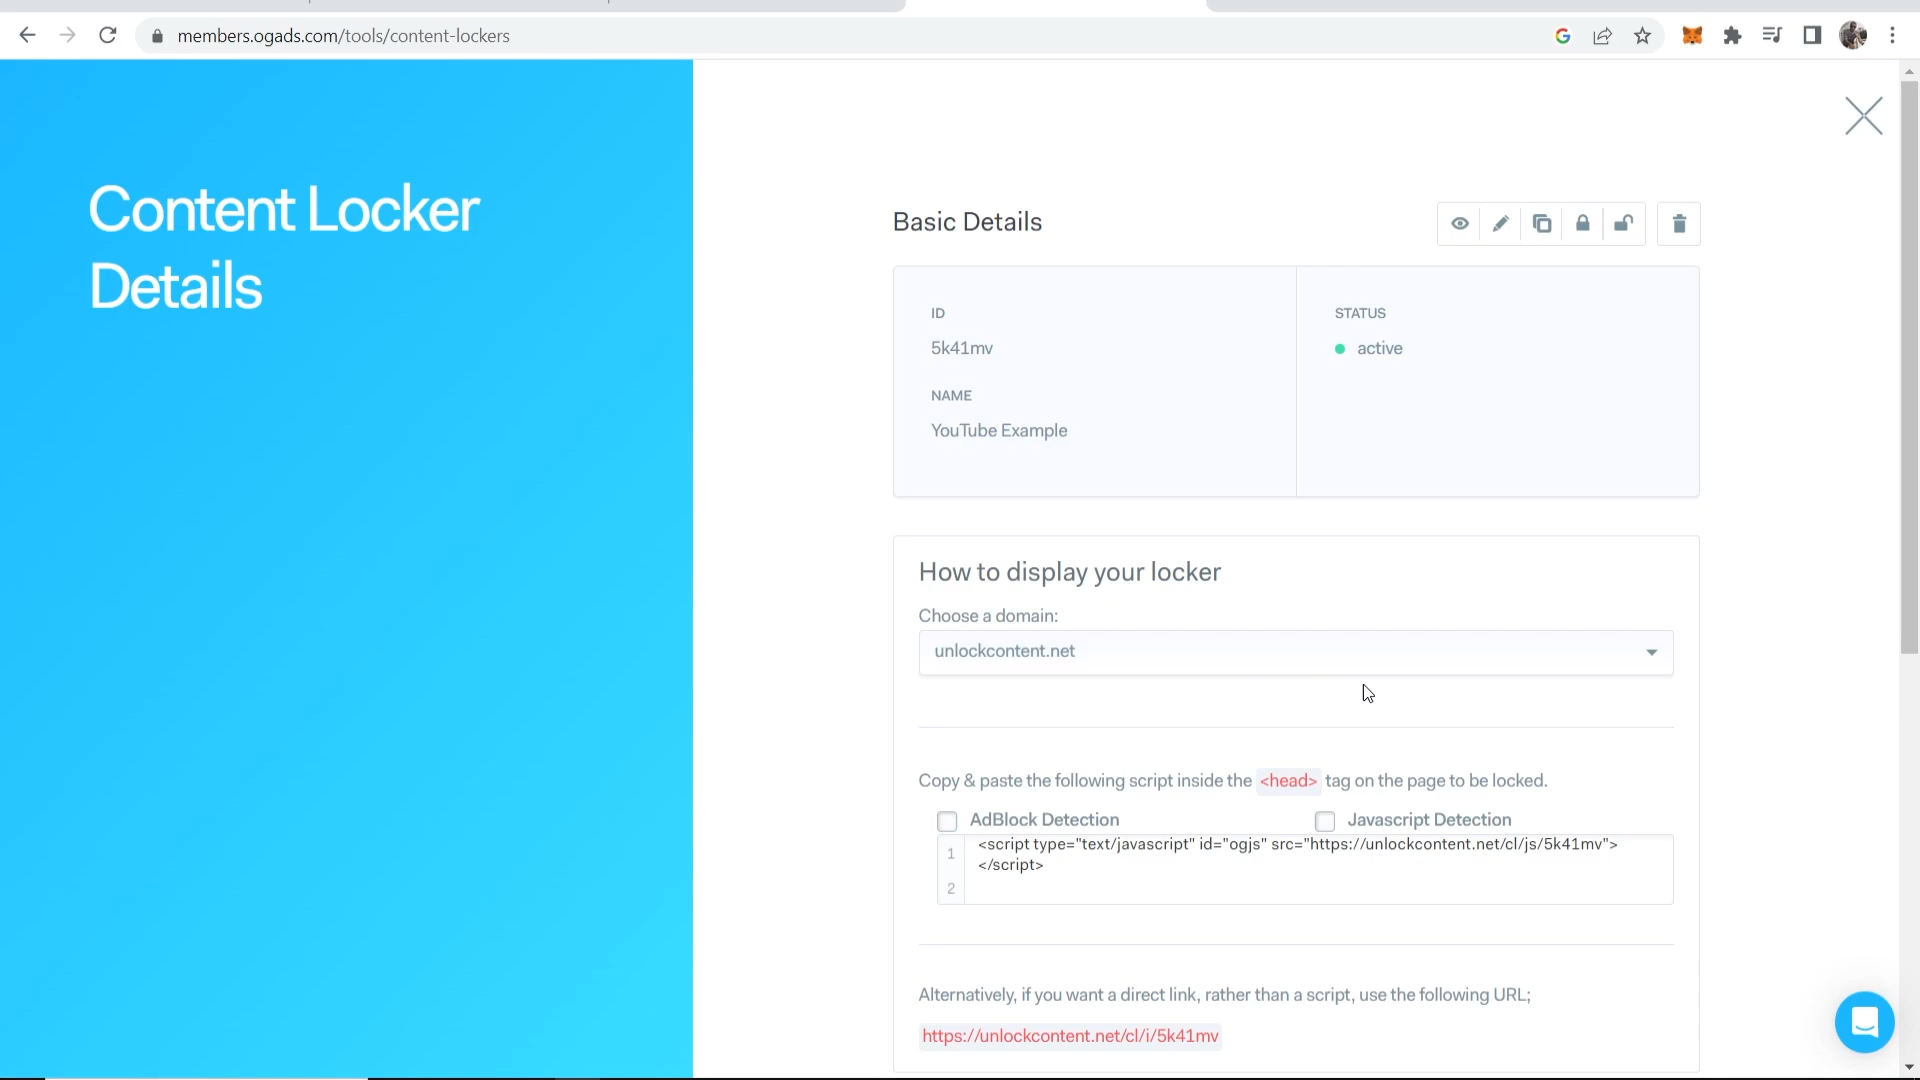 members.ogads.com/tools/content-lockers
Content Locker
Details
Basic Details
ID
5k41mv
NAME
YouTube Example
STATUS
active
How to display your locker
Choose a domain:
unlockcontent.net
Copy & paste the following script inside the <head> tag on the page to be locked.
AdBlock Detection
Javascript Detection
1
<script type="text/javascript" id="ogjs" src="https://unlockcontent.net/cl/js/5k41mv">
</script>
2
Alternatively, if you want a direct link, rather than a script, use the following URL;
https://unlockcontent.net/cl/i/5k41mv